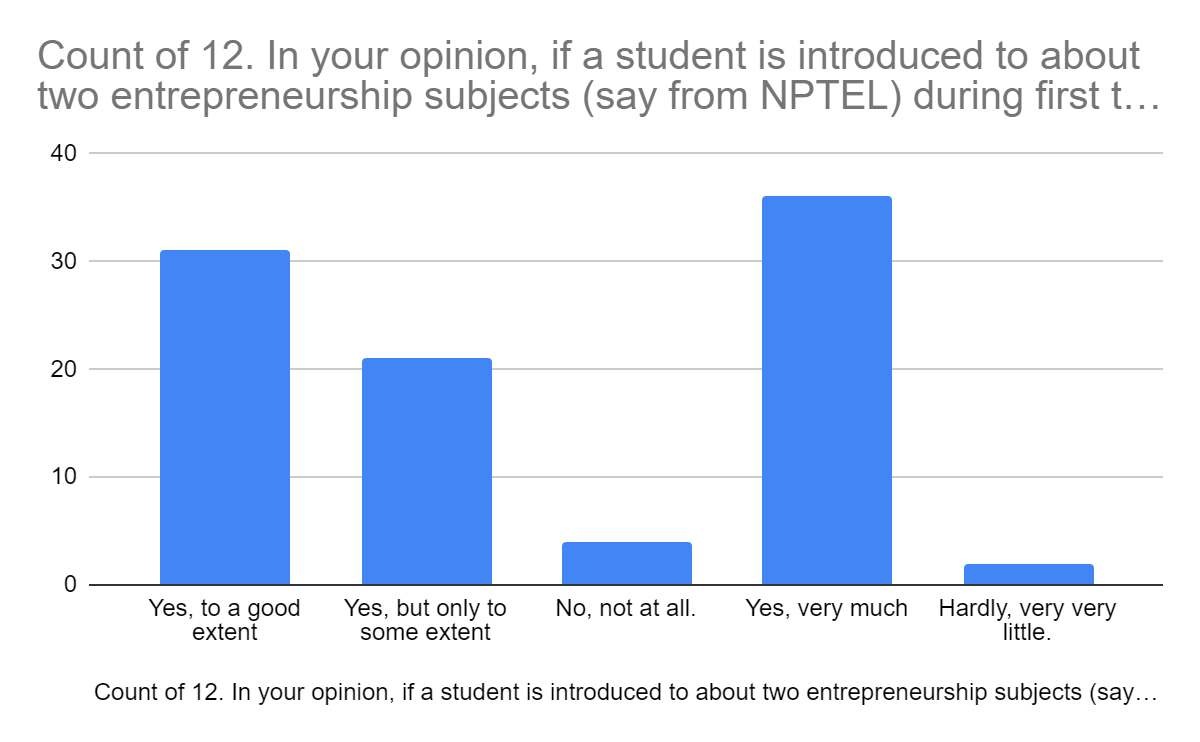 Count of 12. In your opinion, if a student is introduced to about
two entrepreneurship subjects (say from NPTEL) during first t…
40
30
20
10
0
Yes, to a good
extent
Yes, but only to
some extent
No, not at all.
Yes, very much
Hardly, very very
little.
Count of 12. In your opinion, if a student is introduced to about two entrepreneurship subjects (say…